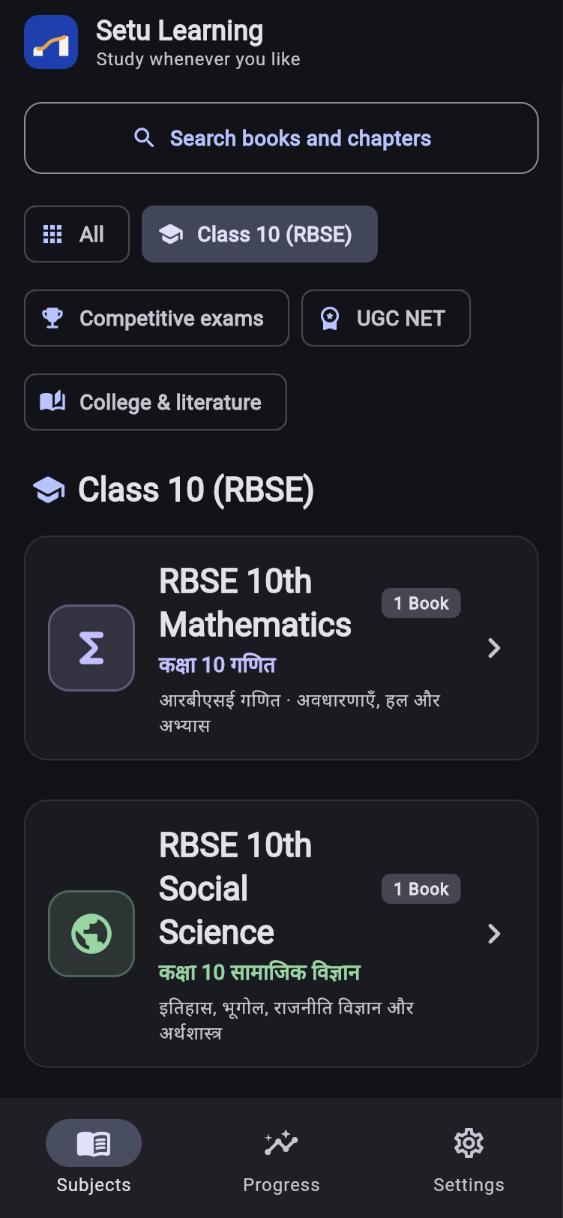 Setu Learning
Study whenever you like
Search books and chapters
All
Class 10 (RBSE)
Competitive exams
UGC NET
College & literature
Class 10 (RBSE)
RBSE 10th
Mathematics
1 Book
कक्षा 10 गणित
आरबीएसई गणित · अवधारणाएँ, हल और
अभ्यास
RBSE 10th
Social
Science
1 Book
कक्षा 10 सामाजिक विज्ञान
इतिहास, भूगोल, राजनीति विज्ञान और
अर्थशास्त्र
Subjects
Progress
Settings